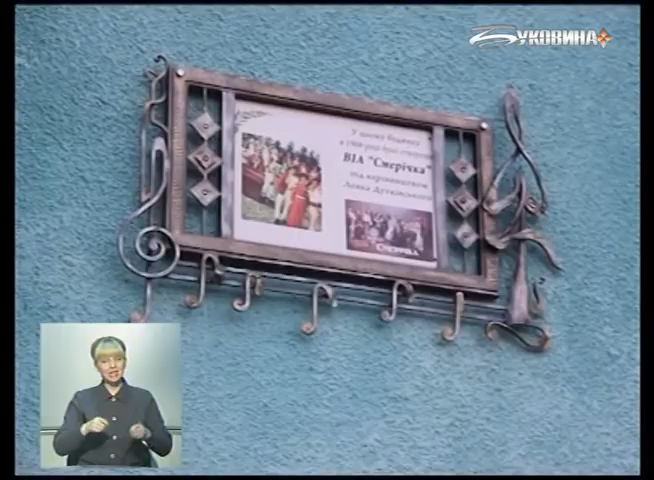 БУКОВИНА
У цьому будинку
в 1966 році було створено
ВІА "Смерічка"
під керівництвом
Левка Дутківського
СМЕРІЧКА